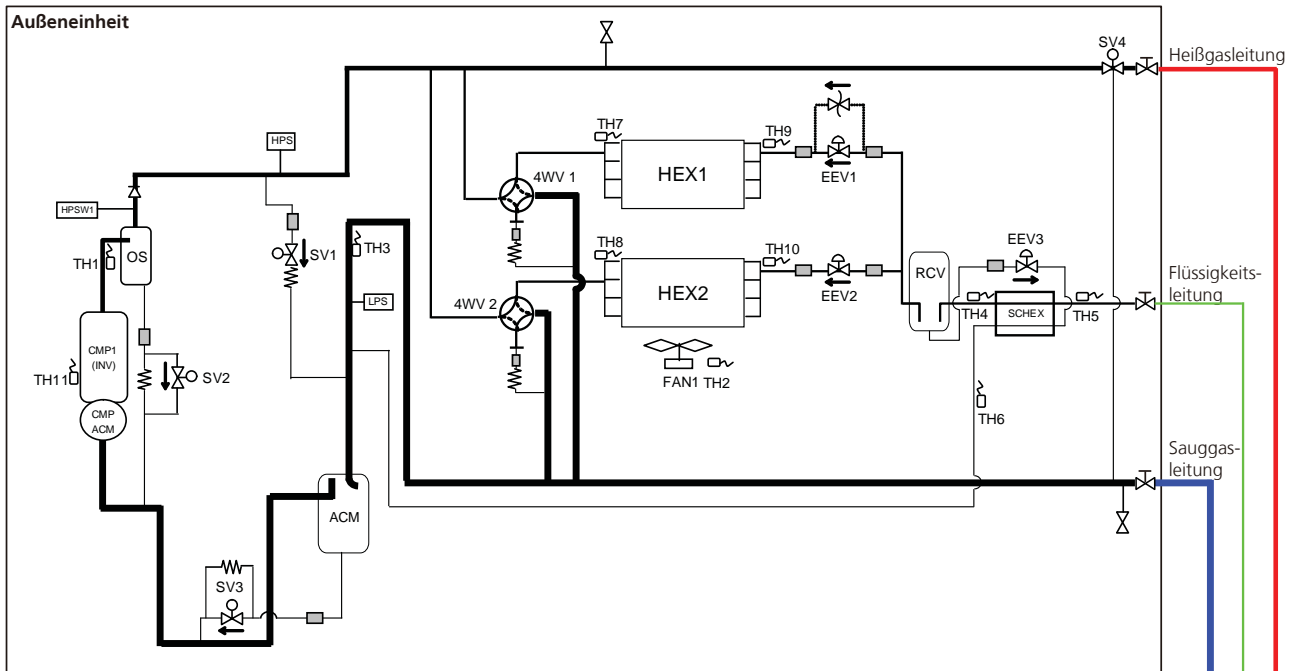 Außeneinheit
SV4
Heißgasleitung
HPS
TH7
TH9
HEX1
4WV 1
EEV1
HPSW1
OS
TH1
SV1
TH3
TH8
TH10
EEV3
RCV
HEX2
EEV2
LPS
4WV 2
TH4
SCHEX
TH5
Flüssigkeits-
leitung
CMP1
(INV)
TH11
SV2
FAN1
TH2
CMP
ACM
TH6
Sauggas-
leitung
ACM
SV3